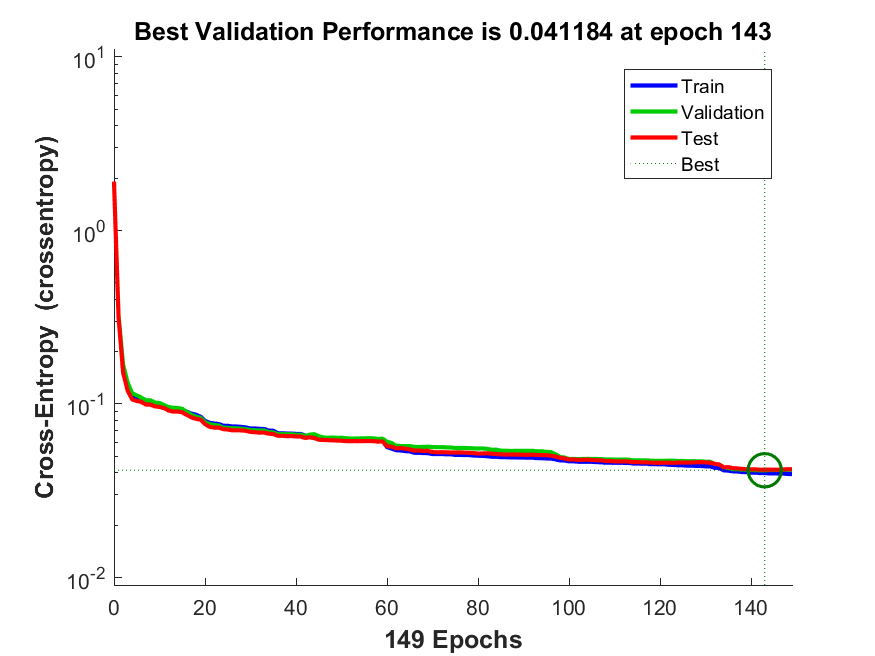 Best Validation Performance is 0.041184 at epoch 143
10^1
10^0
10^-1
10^-2
Cross-Entropy (crossentropy)
Train
Validation
Test
Best
0 20 40 60 80 100 120 140
149 Epochs